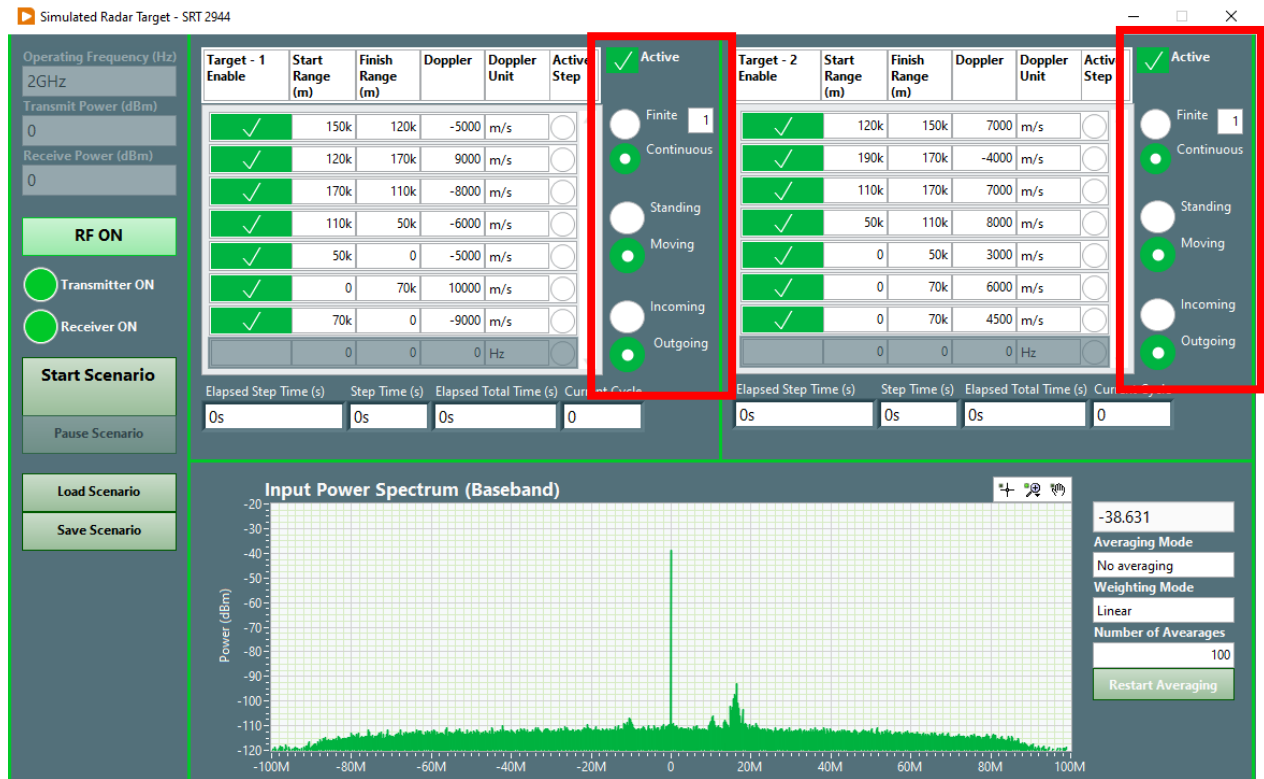 Simulated Radar Target - SRT 2944
Operating Frequency (Hz)
2GHz
Transmit Power (dBm)
0
Receive Power (dBm)
0
RF ON
Transmitter ON
Receiver ON
Start Scenario
Pause Scenario
Load Scenario
Save Scenario
Target - 1 Enable Start Range (m) Finish Range (m) Doppler Doppler Unit Active Step
150k 120k -5000 m/s
120k 170k 9000 m/s
170k 110k -8000 m/s
110k 50k -6000 m/s
50k 0 -5000 m/s
0 70k 10000 m/s
70k 0 -9000 m/s
0 0 0 Hz
Active
Finite 1
Continuous
Standing
Moving
Incoming
Outgoing
Elapsed Step Time (s) Step Time (s) Elapsed Total Time (s) Current Cycle
0s 0s 0s 0
Target - 2 Enable Start Range (m) Finish Range (m) Doppler Doppler Unit Active Step
120k 150k 7000 m/s
190k 170k -4000 m/s
110k 170k 7000 m/s
50k 110k 8000 m/s
0 50k 3000 m/s
0 70k 6000 m/s
0 70k 4500 m/s
0 0 0 Hz
Active
Finite 1
Continuous
Standing
Moving
Incoming
Outgoing
Elapsed Step Time (s) Step Time (s) Elapsed Total Time (s)
0s 0s 0s 0
Input Power Spectrum (Baseband)
Power (dBm)
-20
-30
-40
-50
-60
-70
-80
-90
-100
-110
-120
-100M -80M -60M -40M -20M 0 20M 40M 60M 80M 100M
-38.631
Averaging Mode
No averaging
Weighting Mode
Linear
Number of Avearages
100
Restart Averaging